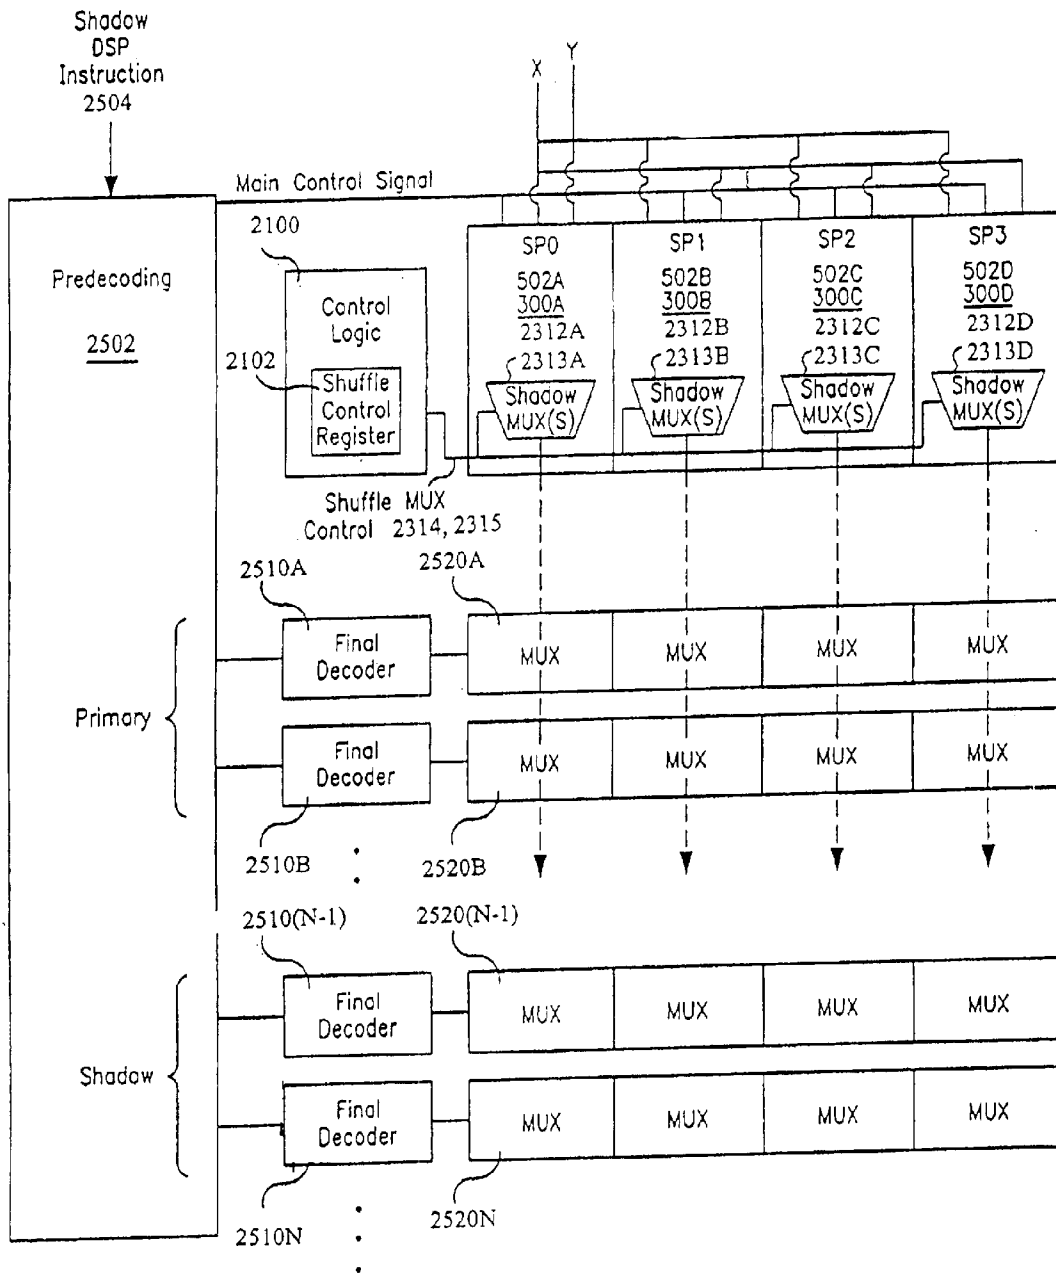 Shadow
DSP
Instruction
2504
X
Y
Main Control Signal
2100
Predecoding
2502
Control
Logic
2102
Shuffle
Control
Register
SP0
502A
300A
2312A
2313A
Shadow
MUX(S)
SP1
502B
300B
2312B
2313B
Shadow
MUX(S)
SP2
502C
300C
2312C
2313C
Shadow
MUX(S)
SP3
502D
300D
2312D
2313D
Shadow
MUX(S)
Shuffle MUX
Control 2314, 2315
2510A
2520A
Final
Decoder
MUX
MUX
MUX
MUX
Primary
Final
Decoder
MUX
MUX
MUX
MUX
2510B
2520B
2510(N-1)
2520(N-1)
Final
Decoder
MUX
MUX
MUX
MUX
Shadow
Final
Decoder
MUX
MUX
MUX
MUX
2510N
2520N